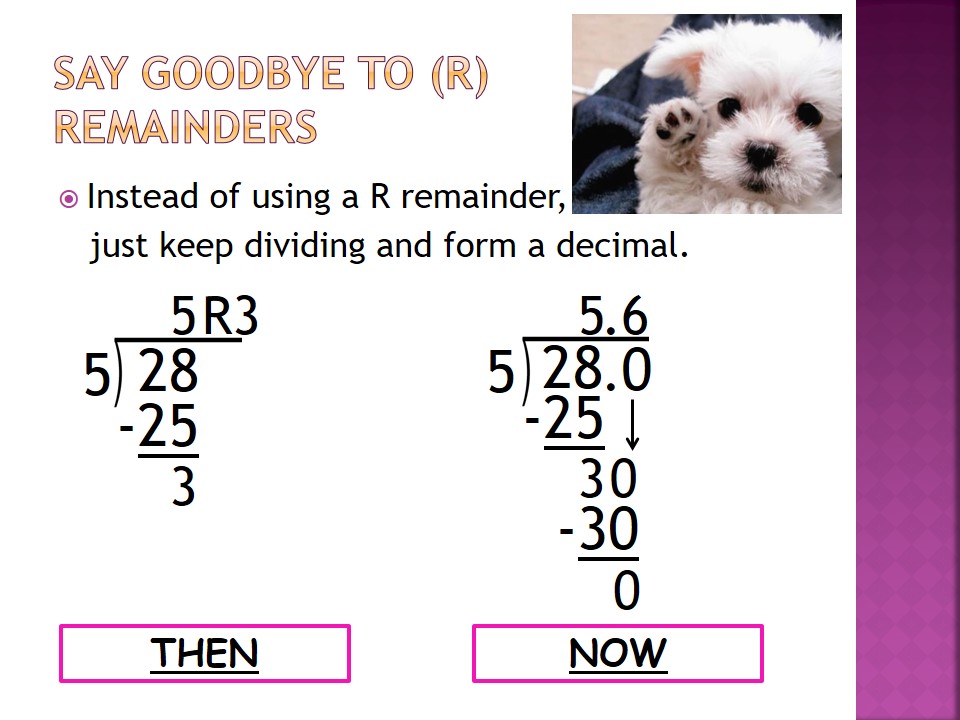 SAY GOODBYE TO (R)
REMAINDERS
Instead of using a R remainder,
just keep dividing and form a decimal.
5R3
5)28
-25
3
THEN
5.6
5)28.0
-25
30
-30
0
NOW